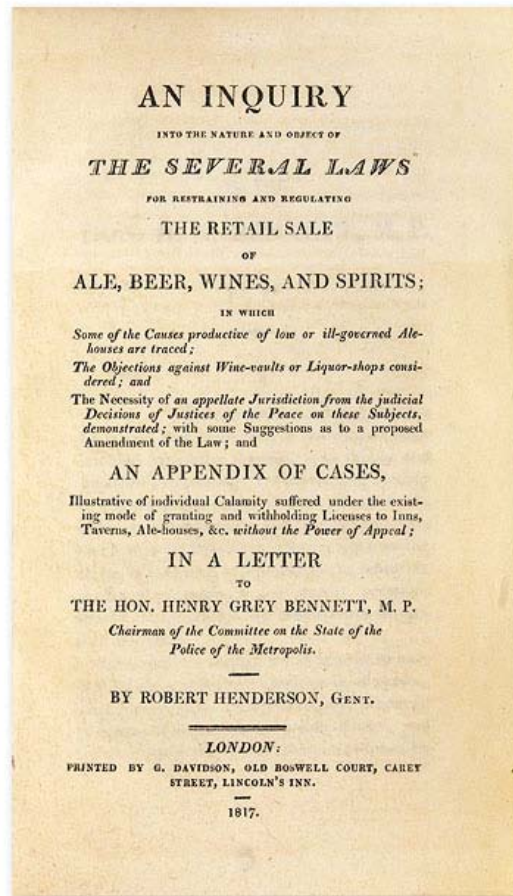 AN INQUIRY
INTO THE NATURE AND OBJECT OF
THE SEVERAL LAWS
FOR RESTRAINING AND REGULATING
THE RETAIL SALE
OF
ALE, BEER, WINES, AND SPIRITS;
IN WHICH
Some of the Causes productive of low or ill-governed Ale-
houses are traced;
The Objections against Wine-vaults or Liquor-shops consi-
dered; and
The Necessity of an appellate Jurisdiction from the judicial
Decisions of Justices of the Peace on these Subjects,
demonstrated; with some Suggestions as to a proposed
Amendment of the Law; and
AN APPENDIX OF CASES,
Illustrative of individual Calamity suffered under the exist-
ing mode of granting and withholding Licenses to Inns,
Taverns, Ale-houses, &c. without the Power of Appeal;
IN A LETTER
TO
THE HON. HENRY GREY BENNETT, M. P.
Chairman of the Committee on the State of the
Police of the Metropolis.
BY ROBERT HENDERSON, GENT.
LONDON:
PRINTED BY G. DAVIDSON, OLD BOSWELL COURT, CAREY
STREET, LINCOLN'S INN.
1817.